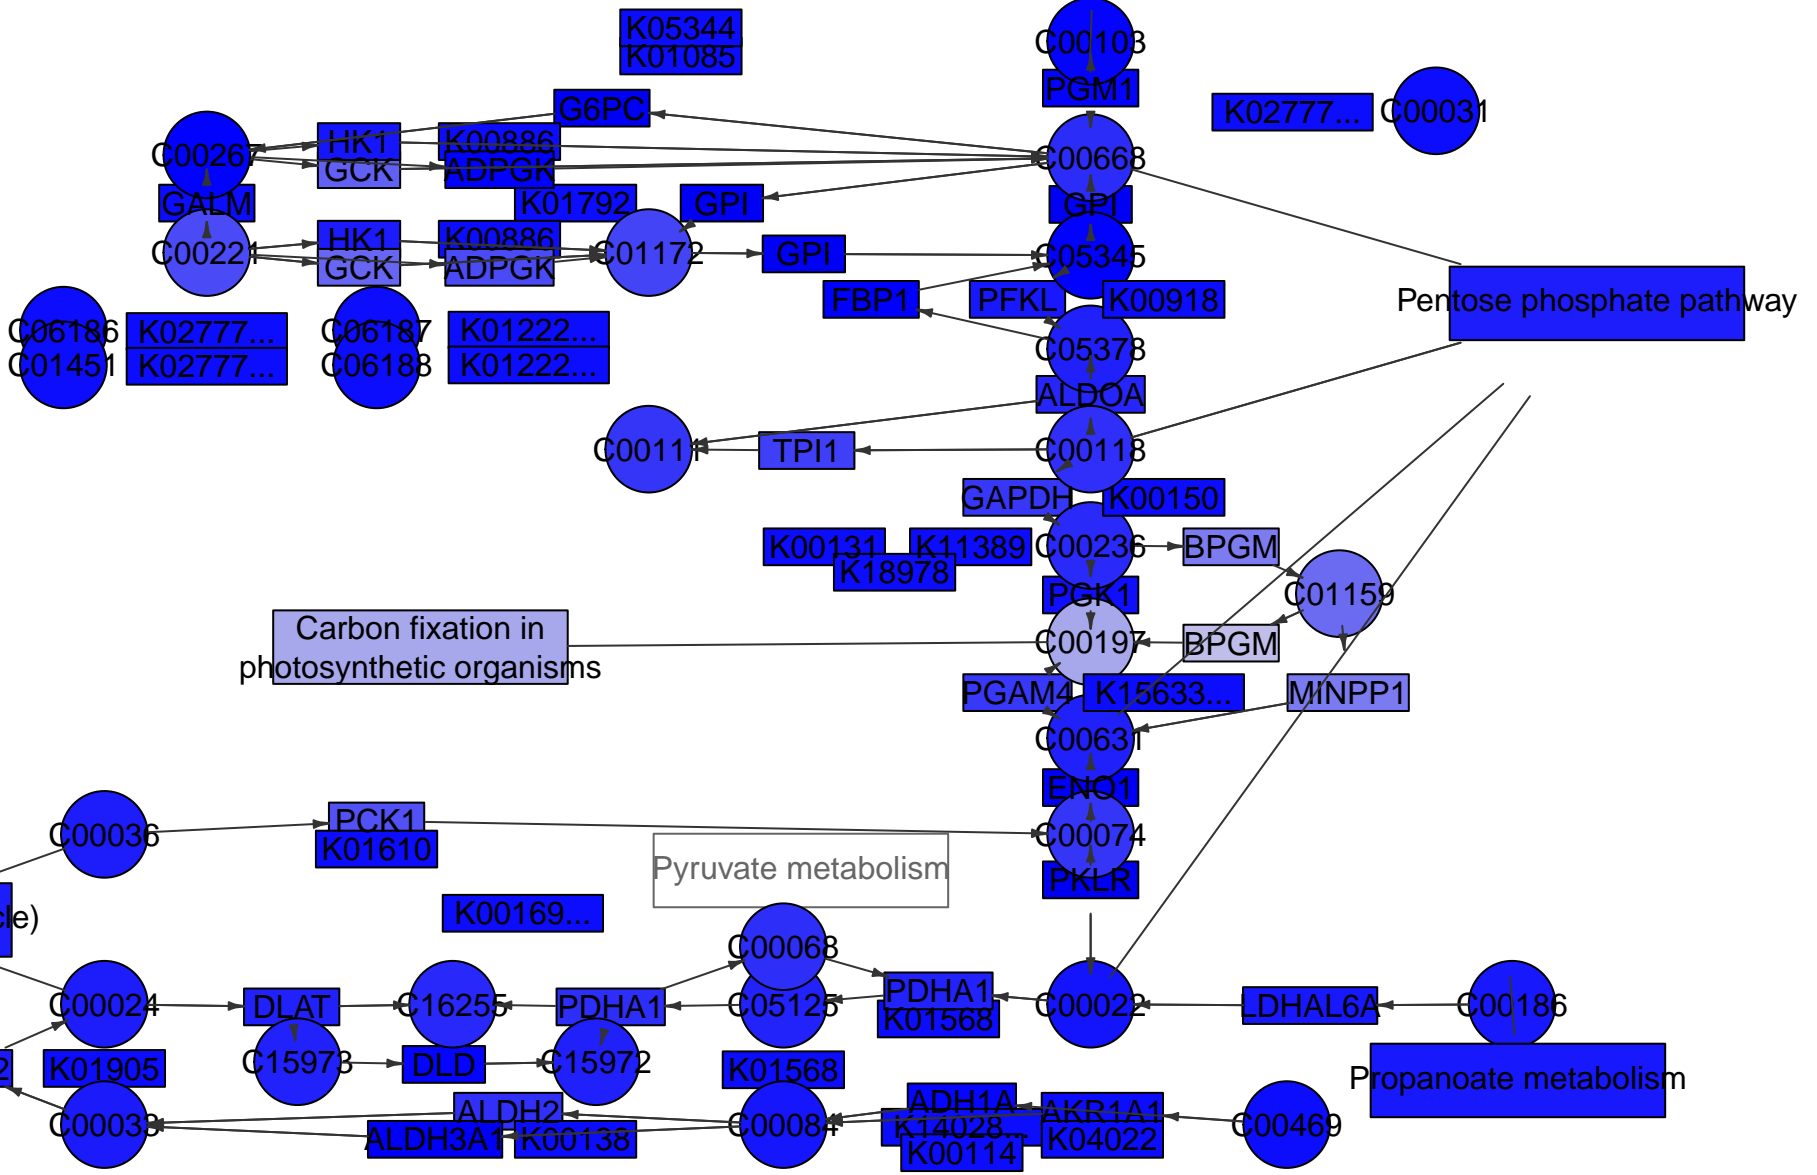 K05344
C00103
K01085
PGM1
G6PC
K02777...
C00031
HK1
K00886
C00267
C00668
GCK
ADPGK
GALM
K01792
GPI
GPI
HK1
K00886
C00221
C01172
GPI
C05345
GCK
ADPGK
FBP1
PFKL
K00918
Pentose phosphate pathway
C06186
K02777...
C06187
K01222...
C05378
C01451
K02777...
C06188
K01222...
ALDOA
C00111
TPI1
C00118
GAPDH
K00150
K00131
K11389
C00236
BPGM
K18978
PGK1
C01159
Carbon fixation in
photosynthetic organisms
C00197
BPGM
PGAM4
K15633...
MINPP1
C00631
ENO1
PCK1
C00036
C00074
K01610
Pyruvate metabolism
PKLR
K00169...
cle)
C00068
PDHA1
C00024
DLAT
C16255
PDHA1
C05125
K01568
C00022
LDHAL6A
C00186
2
K01905
C15973
DLD
C15972
K01568
Propanoate metabolism
ALDH2
ADH1A
AKR1A1
C00033
C00084
K14028...
C00469
ALDH3A1
K00138
K04022
K00114